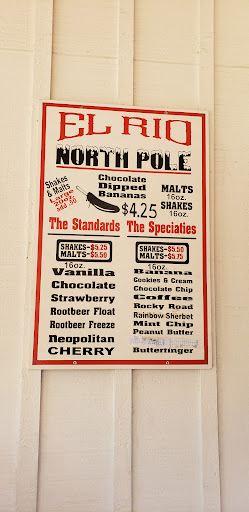 EL RIO
NORTH POLE
Chocolate
Dipped
Bananas
$4.25
Shakes
& Malts
Large
MALTS
16oz.
SHAKES
16oz.
The Standards
SHAKES-$5.25
MALTS-$5.50
16oz.
Vanilla
Chocolate
Strawberry
Rootbeer Float
Rootbeer Freeze
Neopolitan
CHERRY
The Specialties
SHAKES-$5.50
MALTS-$5.75
16oz.
Banana
Cookies & Cream
Chocolate Chip
Coffee
Rocky Road
Rainbow Sherbet
Mint Chip
Peanut Butter
Butterfinger